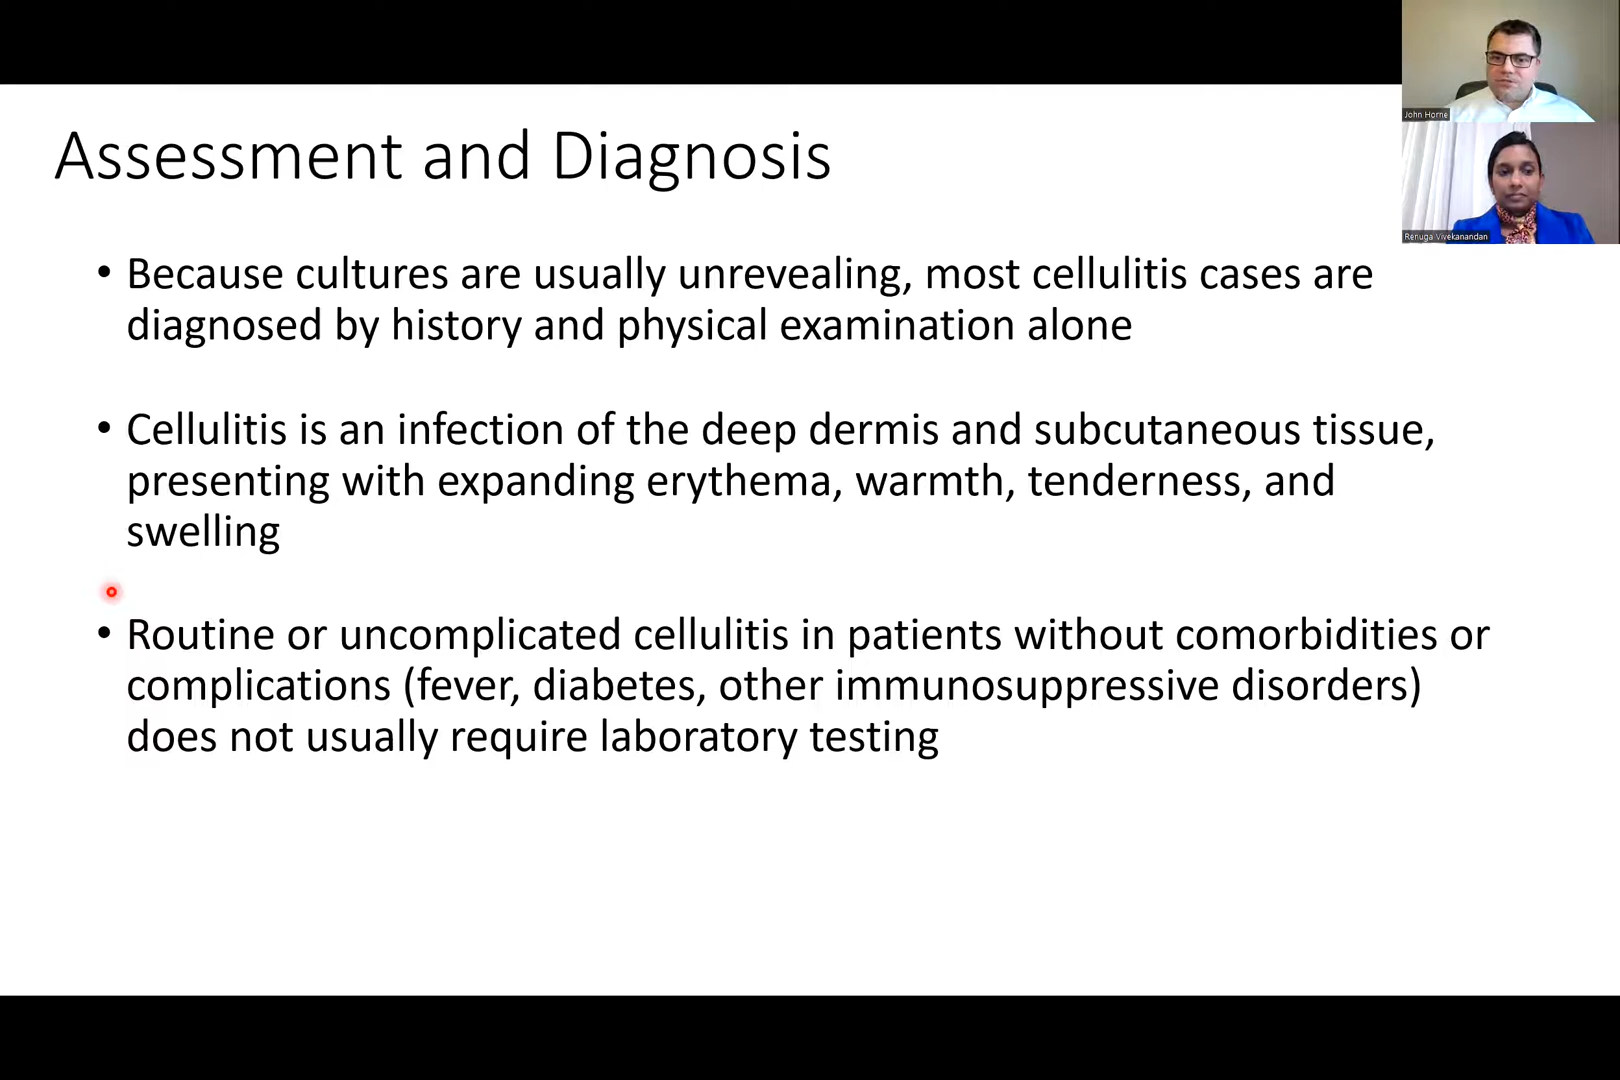 Assessment and Diagnosis
• Because cultures are usually unrevealing, most cellulitis cases are
diagnosed by history and physical examination alone
• Cellulitis is an infection of the deep dermis and subcutaneous tissue,
presenting with expanding erythema, warmth, tenderness, and
swelling
• Routine or uncomplicated cellulitis in patients without comorbidities or
complications (fever, diabetes, other immunosuppressive disorders)
does not usually require laboratory testing
John Horne
Renuga Vivekanandan